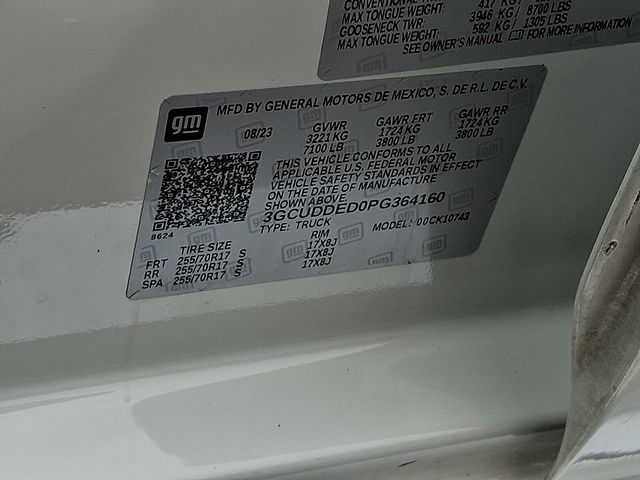 CONVENTIONAL
MAX TONGUE WEIGHT: 417 KG /
GOOSENECK TWR: 3946 KG / 8700 LBS
MAX TONGUE WEIGHT: 592 KG / 1305 LBS
SEE OWNER'S MANUAL FOR MORE INFORMATION
gm
MFD BY GENERAL MOTORS DE MEXICO, S. DE R.L. DE C.V.
08/23 GVWR GAWR FRT GAWR RR
3221 KG 1724 KG 1724 KG
7100 LB 3800 LB 3800 LB
THIS VEHICLE CONFORMS TO ALL
APPLICABLE U.S. FEDERAL MOTOR
VEHICLE SAFETY STANDARDS IN EFFECT
ON THE DATE OF MANUFACTURE
SHOWN ABOVE.
3GCUDDED0PG364160
8624
TYPE: TRUCK MODEL: 00CK10743
TIRE SIZE RIM
FRT 255/70R17 S 17X8J
RR 255/70R17 S 17X8J
SPA 255/70R17 S 17X8J